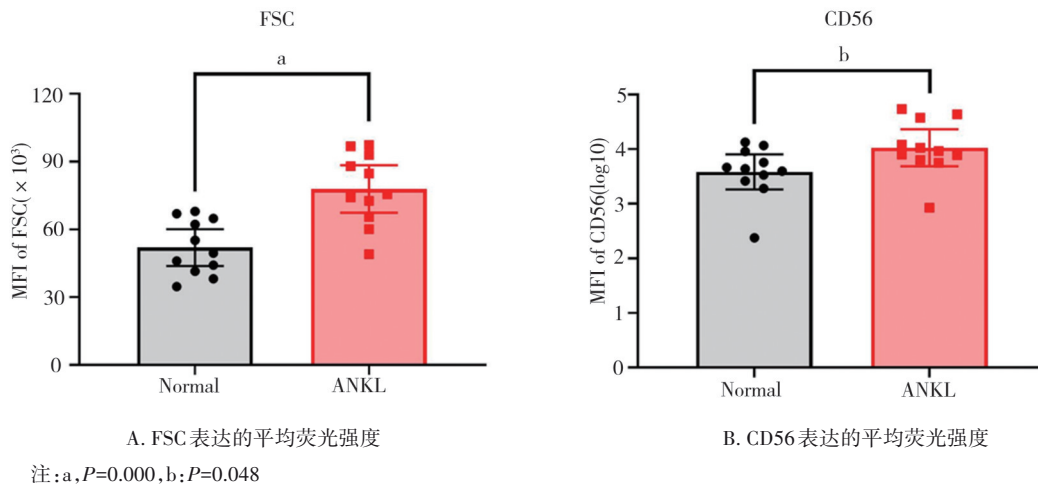 FSC
a
MFI of FSC(×10³)
120
90
60
30
0
Normal
ANKL
A. FSC表达的平均荧光强度
CD56
b
MFI of CD56(log10)
5
4
3
2
1
0
Normal
ANKL
B. CD56表达的平均荧光强度
注:a,P=0.000,b:P=0.048